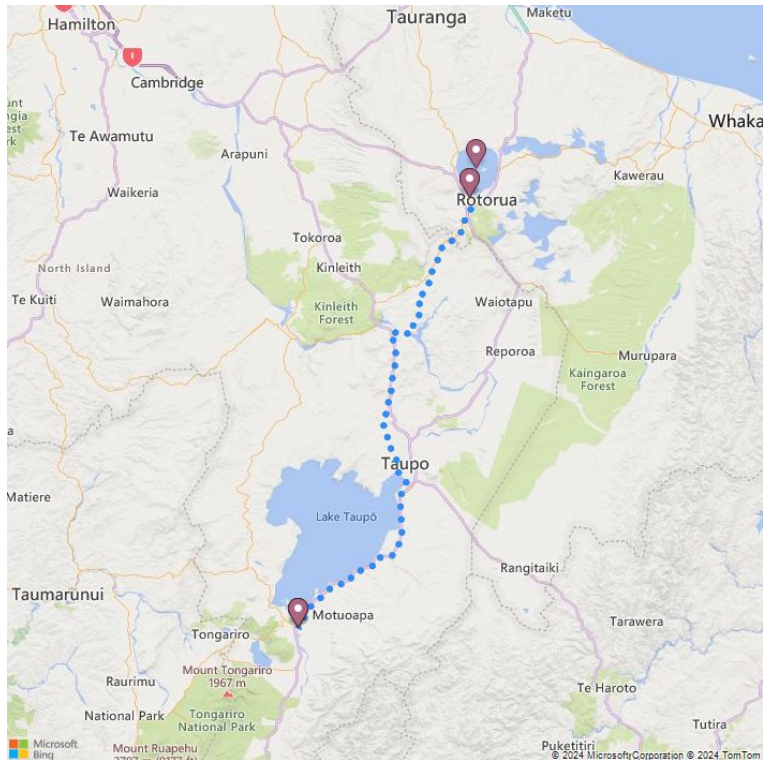 Tauranga
Maketu
Hamilton
1
Cambridge
Whaka
Te Awamutu
Arapuni
Kawerau
Waikeria
Rotorua
Tokoroa
North Island
Kinleith
Te Kuiti
Waimahora
Kinleith
Forest
Waiotapu
Reporoa
Murupara
Kaingaroa
Forest
Taupo
Matiere
Lake Taupō
Rangitaiki
Taumarunui
Motuoapa
Tarawera
Tongariro
Mount Tongariro
1967 m
Raurimu
Te Haroto
National Park
Tongariro
National Park
Tutira
Puketitiri
Microsoft
Bing
Mount Ruapehu
© 2024 Microsoft Corporation © 2024 TomTom